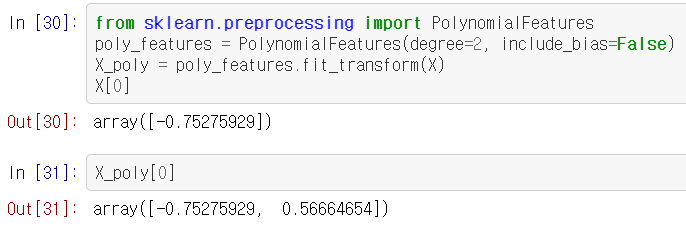 In [30]: from sklearn.preprocessing import PolynomialFeatures
poly_features = PolynomialFeatures(degree=2, include_bias=False)
X_poly = poly_features.fit_transform(X)
X[0]
Out[30]: array([-0.75275929])
In [31]: X_poly[0]
Out[31]: array([-0.75275929,  0.56664654])